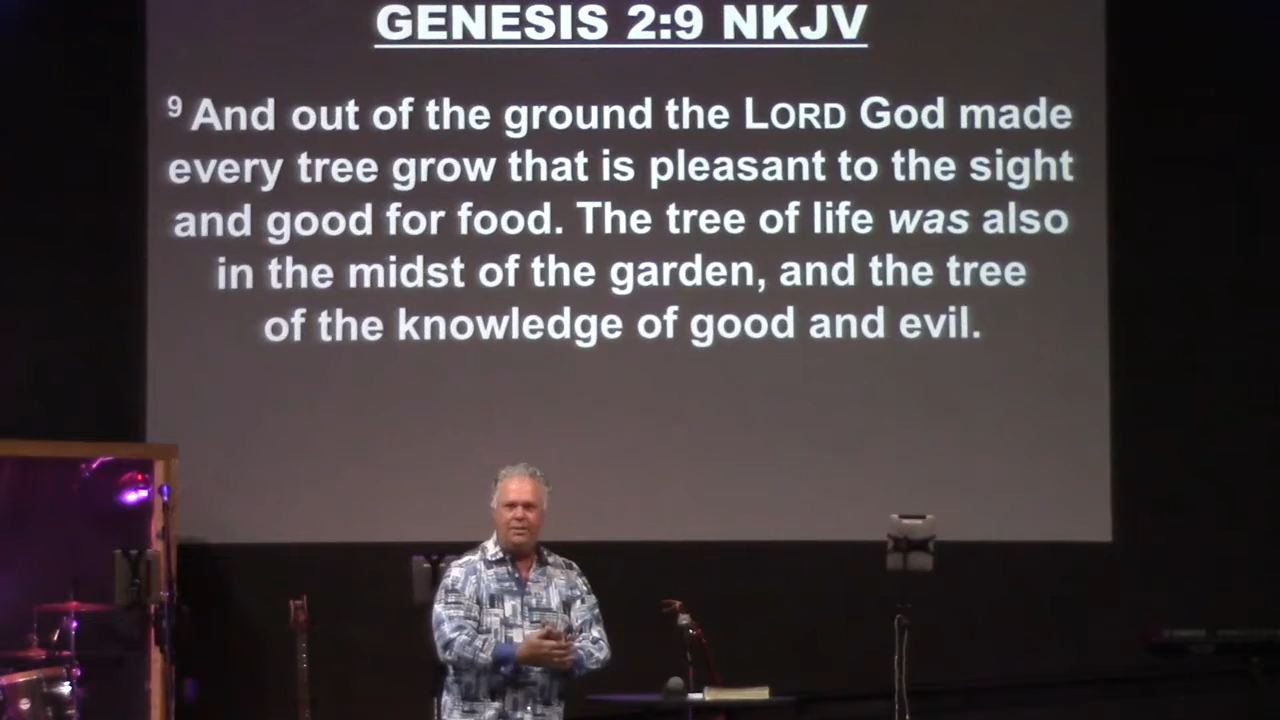 GENESIS 2:9 NKJV
9 And out of the ground the LORD God made
every tree grow that is pleasant to the sight
and good for food. The tree of life was also
in the midst of the garden, and the tree
of the knowledge of good and evil.